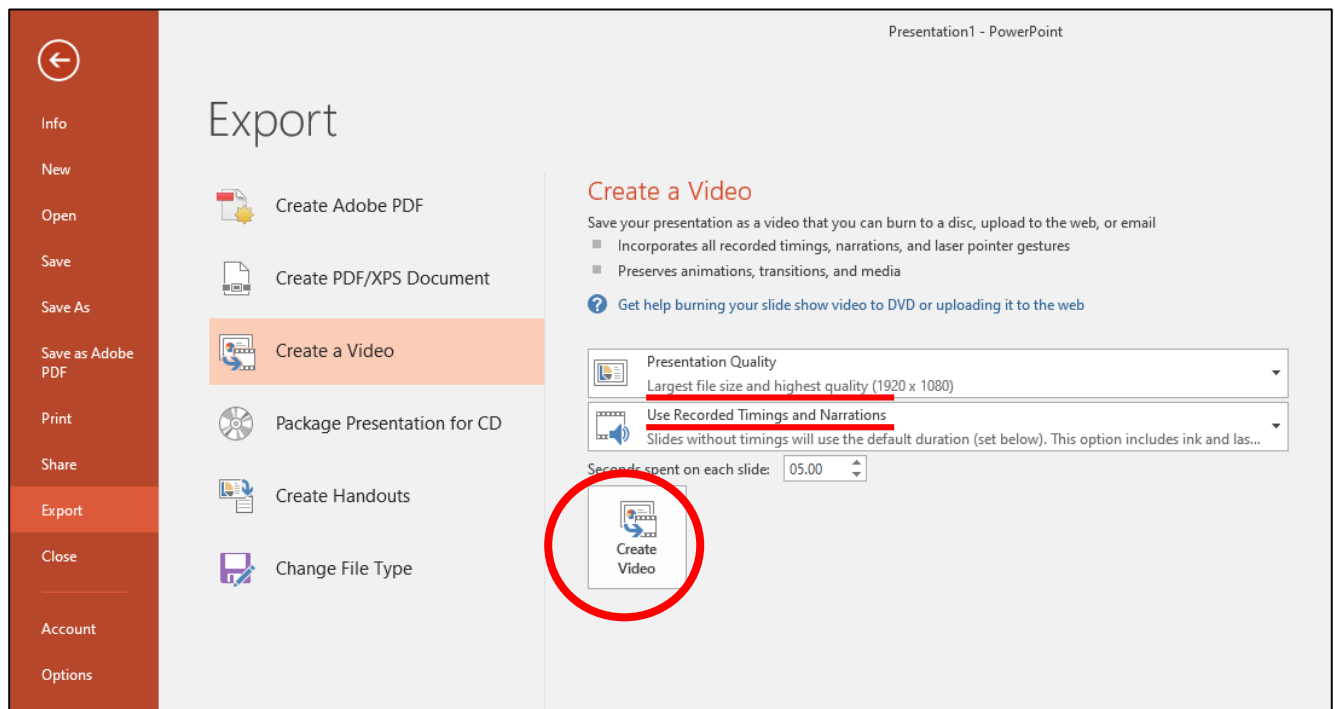 Presentation1 - PowerPoint
Info
New
Open
Save
Save As
Save as Adobe
PDF
Print
Share
Export
Close
Account
Options
Export
Create Adobe PDF
Create PDF/XPS Document
Create a Video
Package Presentation for CD
Create Handouts
Change File Type
Create a Video
Save your presentation as a video that you can burn to a disc, upload to the web, or email
Incorporates all recorded timings, narrations, and laser pointer gestures
Preserves animations, transitions, and media
? Get help burning your slide show video to DVD or uploading it to the web
Presentation Quality
Largest file size and highest quality (1920 x 1080)
Use Recorded Timings and Narrations
Slides without timings will use the default duration (set below). This option includes ink and las...
Seconds spent on each slide: 05.00
Create
Video